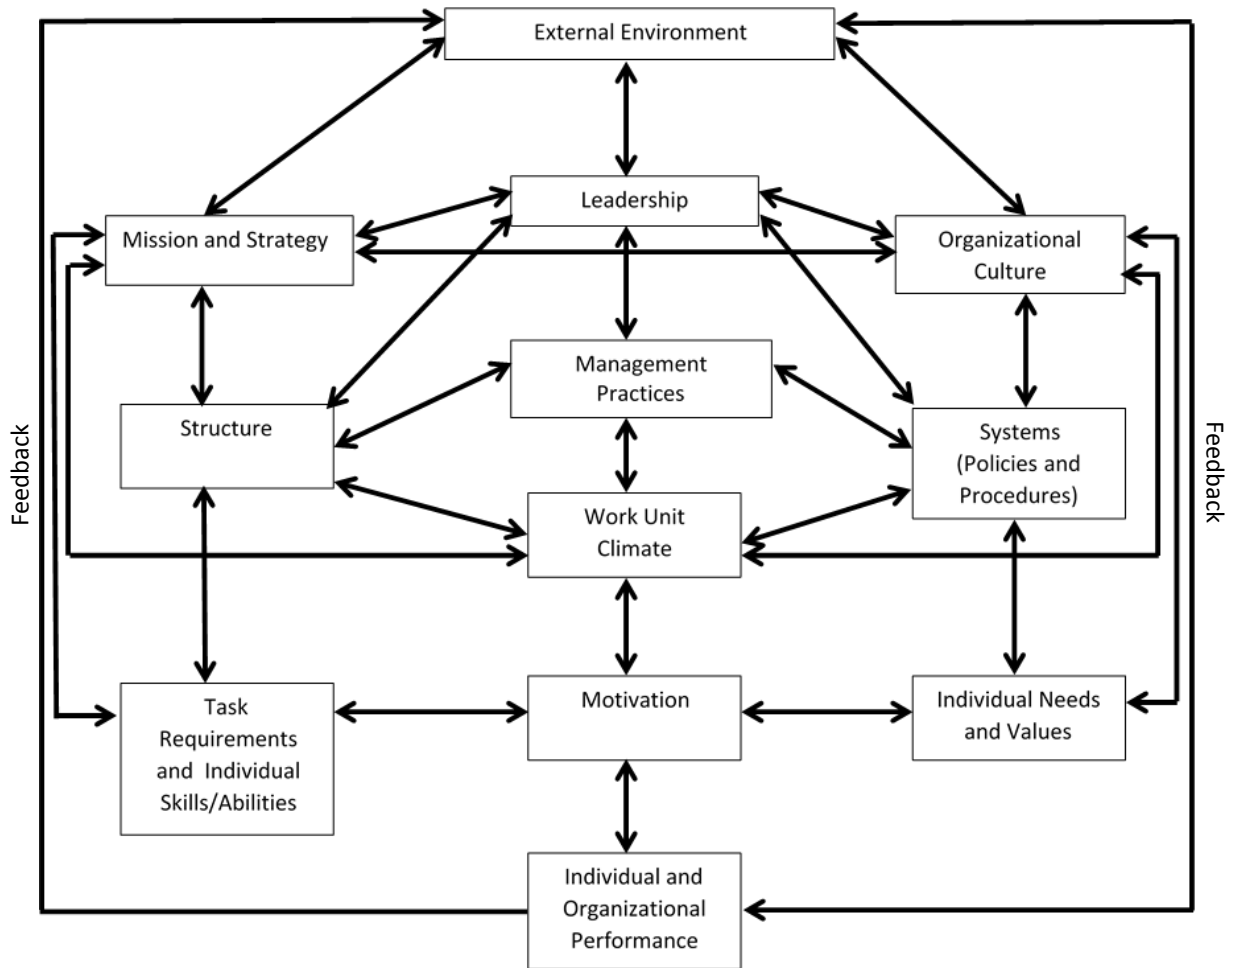 External Environment
Leadership
Mission and Strategy
Organizational
Culture
Management
Practices
Structure
Systems
(Policies and
Procedures)
Feedback
Feedback
Work Unit
Climate
Task
Requirements
and Individual
Skills/Abilities
Motivation
Individual Needs
and Values
Individual and
Organizational
Performance